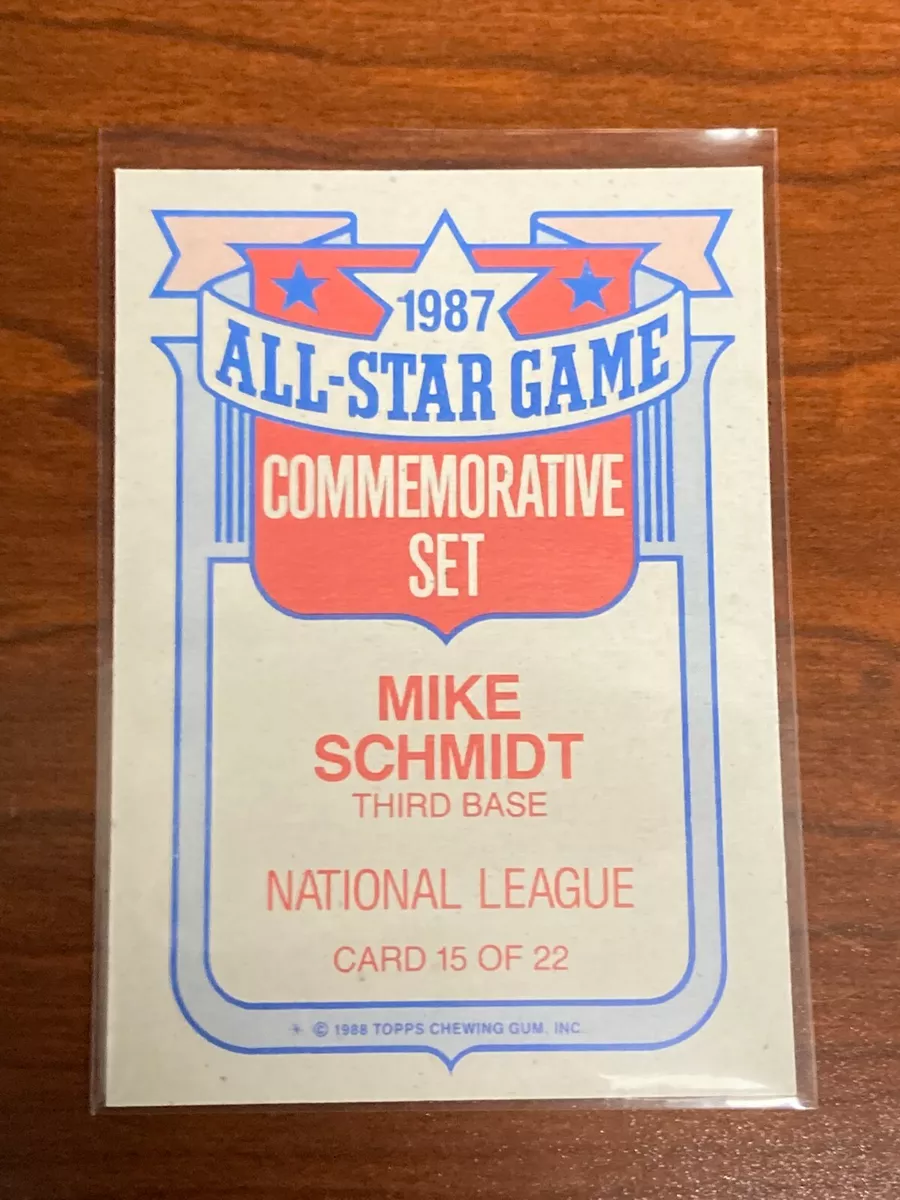 1987
ALL-STAR GAME
COMMEMORATIVE
SET
MIKE
SCHMIDT
THIRD BASE
NATIONAL LEAGUE
CARD 15 OF 22
* © 1988 TOPPS CHEWING GUM, INC.